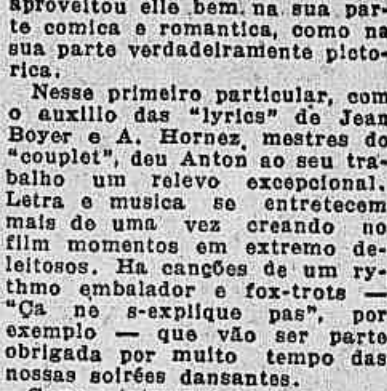 aproveitou elle bem na sua par-
te comica e romantica, como na
sua parte verdadeiramente picto-
rica.
Nesse primeiro particular, com
o auxilio das "lyrics" de Jean
Boyer e A. Hornez, mestres do
"couplet", deu Anton ao seu tra-
balho um relevo excepcional.
Letra e musica se entretecem
mais de uma vez creando no
film momentos em extremo de-
leitosos. Ha canções de um ry-
thmo embalador e fox-trots —
"Ça ne s-explique pas", por
exemplo — que vão ser parte
obrigada por muito tempo das
nossas soirées dansantes.